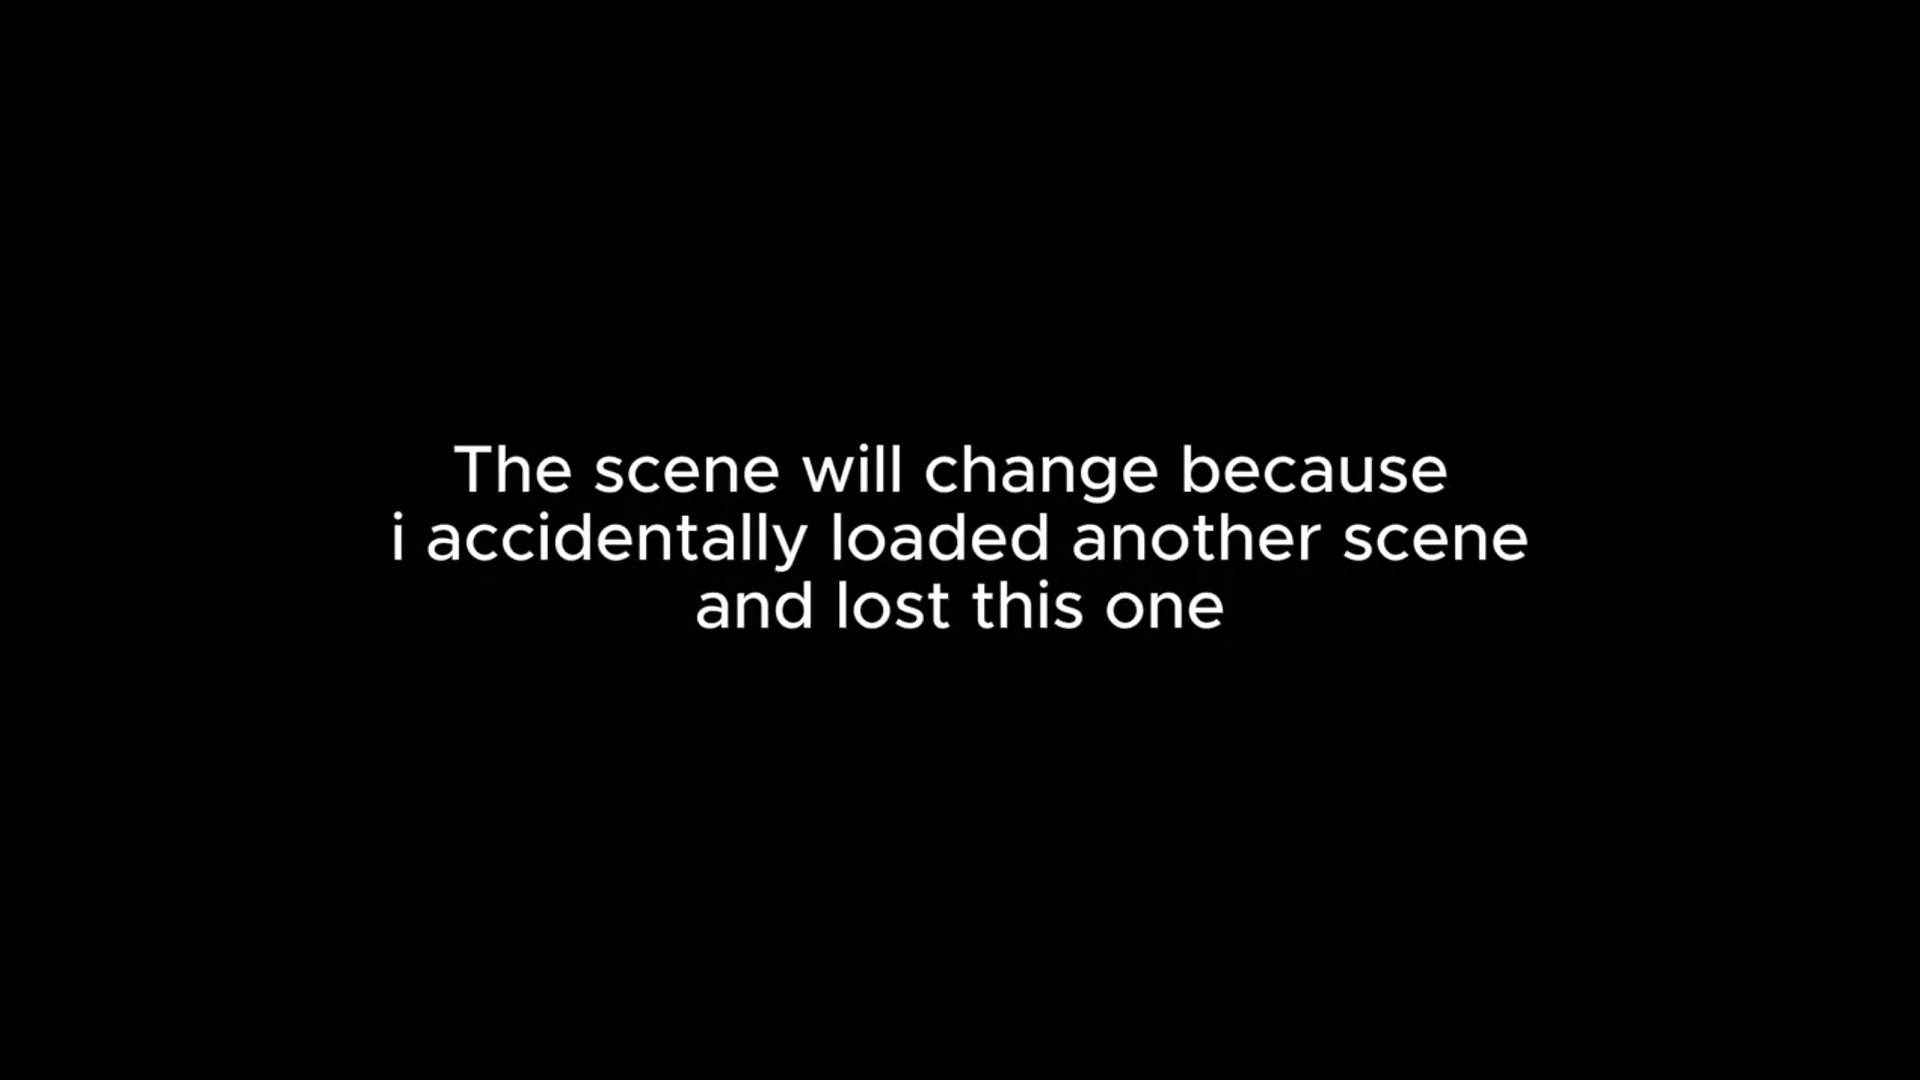 The scene will change because
i accidentally loaded another scene
and lost this one